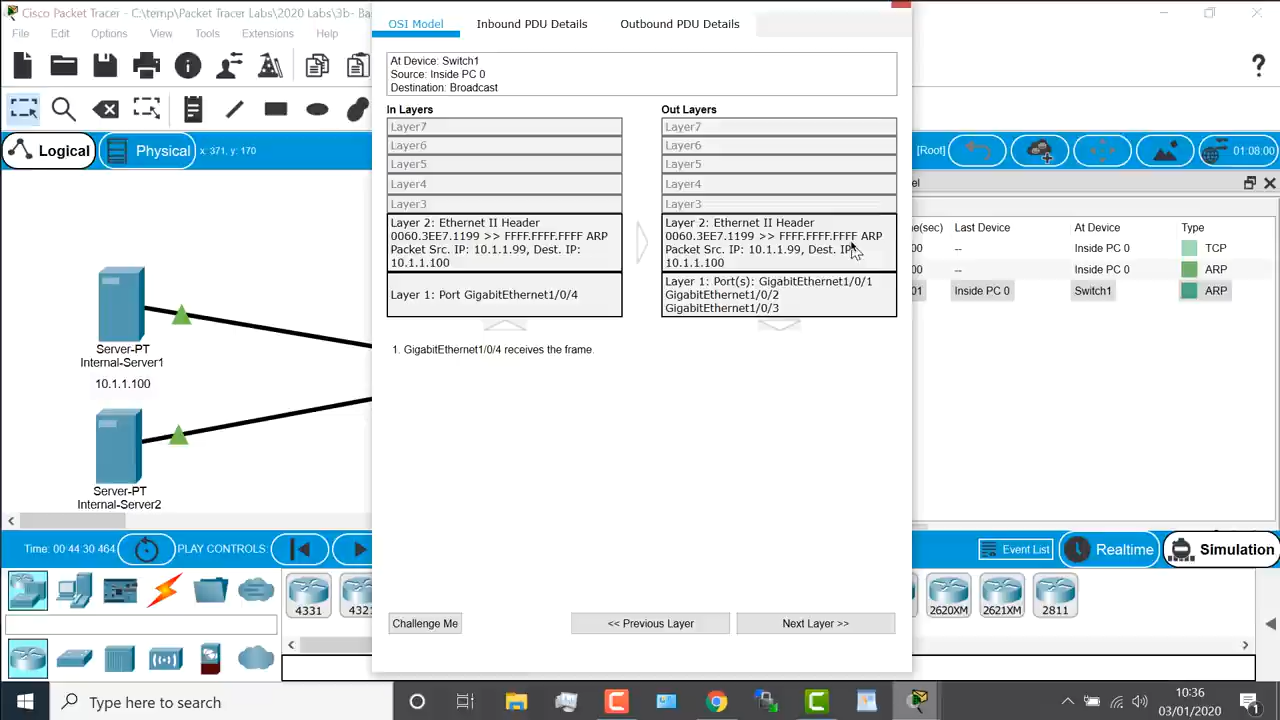 Cisco Packet Tracer - C:\temp\Packet Tracer Labs\2020 Labs\3b-
File Edit Options View Tools Extensions Help
OSI Model Inbound PDU Details Outbound PDU Details
At Device: Switch1
Source: Inside PC 0
Destination: Broadcast
In Layers
Layer7
Layer6
Layer5
Layer4
Layer3
Layer 2: Ethernet II Header
0060.3EE7.1199 >> FFFF.FFFF.FFFF ARP
Packet Src. IP: 10.1.1.99, Dest. IP:
10.1.1.100
Layer 1: Port GigabitEthernet1/0/4
Out Layers
Layer7
Layer6
Layer5
Layer4
Layer3
Layer 2: Ethernet II Header
0060.3EE7.1199 >> FFFF.FFFF.FFFF ARP
Packet Src. IP: 10.1.1.99, Dest. IP:
10.1.1.100
Layer 1: Port(s): GigabitEthernet1/0/1
GigabitEthernet1/0/2
GigabitEthernet1/0/3
1. GigabitEthernet1/0/4 receives the frame.
Challenge Me << Previous Layer Next Layer >>
Logical Physical x: 371, y: 170
[Root] 01:08:00
Last Device At Device Type
-- Inside PC 0 TCP
-- Inside PC 0 ARP
Inside PC 0 Switch1 ARP
Server-PT
Internal-Server1
10.1.1.100
Server-PT
Internal-Server2
Time: 00:44:30 464 PLAY CONTROLS: Event List Realtime Simulation
4331 4321 2620XM 2621XM 2811
Type here to search
10:36
03/01/2020